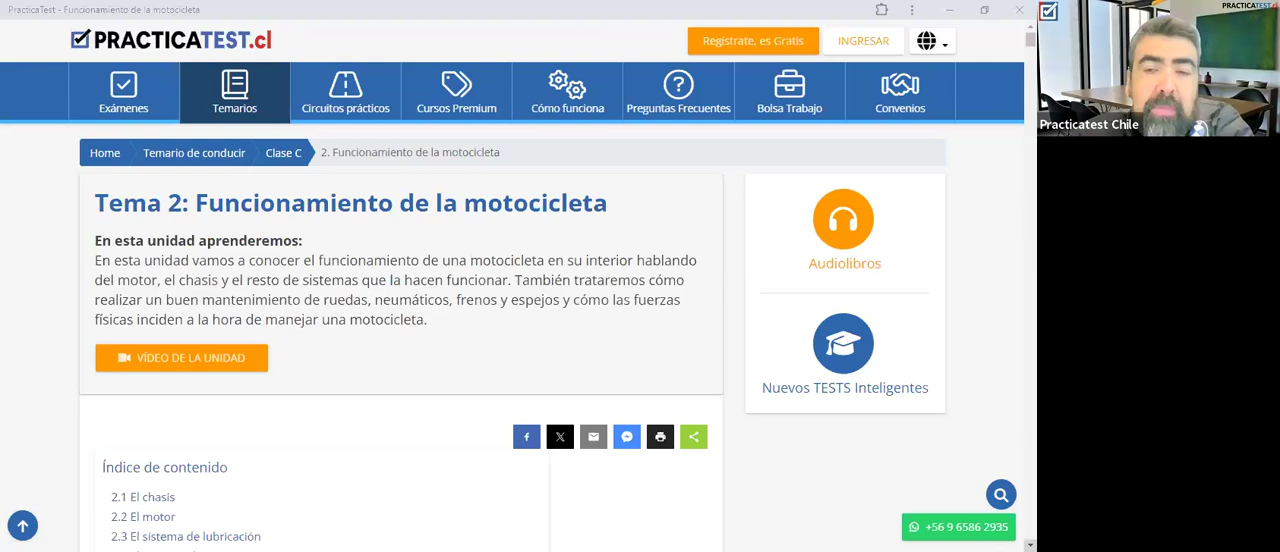 PracticaTest - Funcionamiento de la motocicleta
PRACTICATEST.cl
Regístrate, es Gratis
INGRESAR
Exámenes
Temarios
Circuitos prácticos
Cursos Premium
Cómo funciona
Preguntas Frecuentes
Bolsa Trabajo
Convenios
Home
Temario de conducir
Clase C
2. Funcionamiento de la motocicleta
Tema 2: Funcionamiento de la motocicleta
En esta unidad aprenderemos:
En esta unidad vamos a conocer el funcionamiento de una motocicleta en su interior hablando
del motor, el chasis y el resto de sistemas que la hacen funcionar. También trataremos cómo
realizar un buen mantenimiento de ruedas, neumáticos, frenos y espejos y cómo las fuerzas
físicas inciden a la hora de manejar una motocicleta.
VÍDEO DE LA UNIDAD
Audiolibros
Nuevos TESTS Inteligentes
Índice de contenido
2.1 El chasis
2.2 El motor
2.3 El sistema de lubricación
+56 9 6586 2935
PRACTICATEST.cl
Practicatest Chile